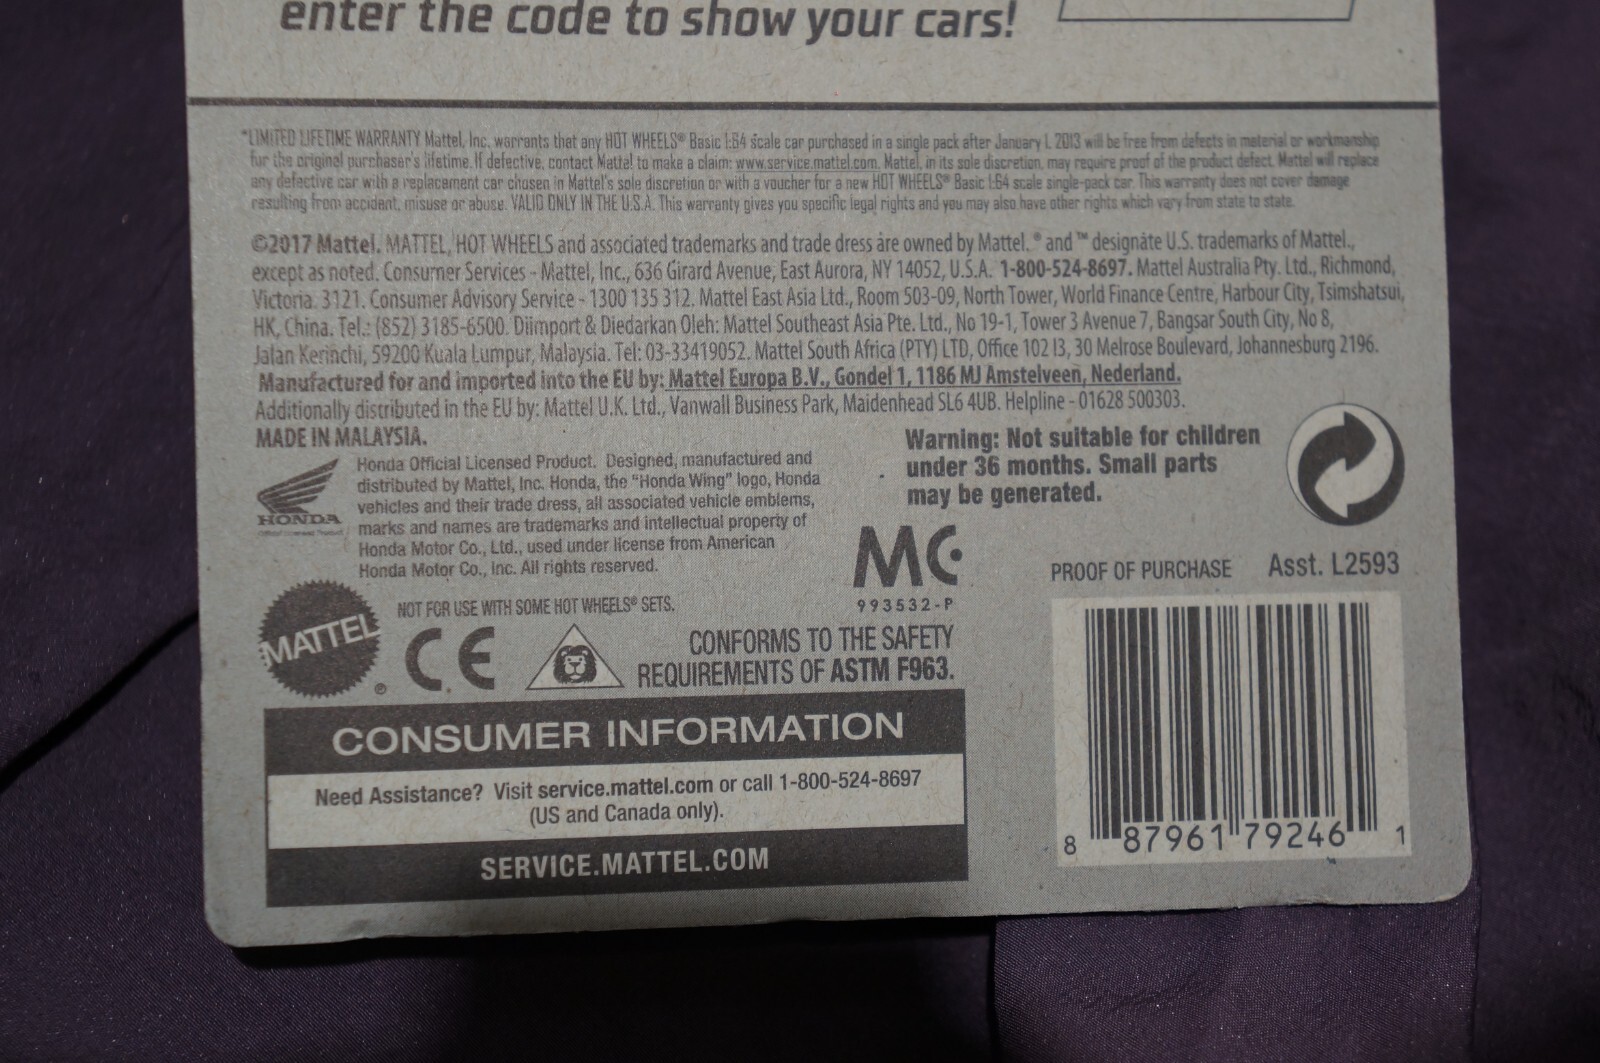 enter the code to show your cars!
*LIMITED LIFETIME WARRANTY Mattel, Inc. warrants that any HOT WHEELS® Basic 1:64 scale car purchased in a single pack after January 1, 2013 will be free from defects in material or workmanship
for the original purchaser's lifetime. If defective, contact Mattel to make a claim: www.service.mattel.com. Mattel, in its sole discretion, may require proof of the product defect. Mattel will replace
any defective car with a replacement car chosen in Mattel's sole discretion or with a voucher for a new HOT WHEELS® Basic 1:64 scale single-pack car. This warranty does not cover damage
resulting from accident, misuse or abuse. VALID ONLY IN THE U.S.A. This warranty gives you specific legal rights and you may also have other rights which vary from state to state.
©2017 Mattel. MATTEL, HOT WHEELS and associated trademarks and trade dress are owned by Mattel. ® and ™ designate U.S. trademarks of Mattel.,
except as noted. Consumer Services - Mattel, Inc., 636 Girard Avenue, East Aurora, NY 14052, U.S.A. 1-800-524-8697. Mattel Australia Pty. Ltd., Richmond,
Victoria. 3121. Consumer Advisory Service - 1300 135 312. Mattel East Asia Ltd., Room 503-09, North Tower, World Finance Centre, Harbour City, Tsimshatsui,
HK, China. Tel.: (852) 3185-6500. Diimport & Diedarkan Oleh: Mattel Southeast Asia Pte. Ltd., No 19-1, Tower 3 Avenue 7, Bangsar South City, No 8,
Jalan Kerinchi, 59200 Kuala Lumpur, Malaysia. Tel: 03-33419052. Mattel South Africa (PTY) LTD, Office 102 I3, 30 Melrose Boulevard, Johannesburg 2196.
Manufactured for and imported into the EU by: Mattel Europa B.V., Gondel 1, 1186 MJ Amstelveen, Nederland.
Additionally distributed in the EU by: Mattel U.K. Ltd., Vanwall Business Park, Maidenhead SL6 4UB. Helpline - 01628 500303.
MADE IN MALAYSIA.
HONDA
Honda Official Licensed Product. Designed, manufactured and
distributed by Mattel, Inc. Honda, the "Honda Wing" logo, Honda
vehicles and their trade dress, all associated vehicle emblems,
marks and names are trademarks and intellectual property of
Honda Motor Co., Ltd., used under license from American
Honda Motor Co., Inc. All rights reserved.
Warning: Not suitable for children
under 36 months. Small parts
may be generated.
MC
993532-P
PROOF OF PURCHASE Asst. L2593
MATTEL ®
NOT FOR USE WITH SOME HOT WHEELS® SETS.
CE
CONFORMS TO THE SAFETY
REQUIREMENTS OF ASTM F963.
CONSUMER INFORMATION
Need Assistance? Visit service.mattel.com or call 1-800-524-8697
(US and Canada only).
SERVICE.MATTEL.COM
8 87961 79246 1